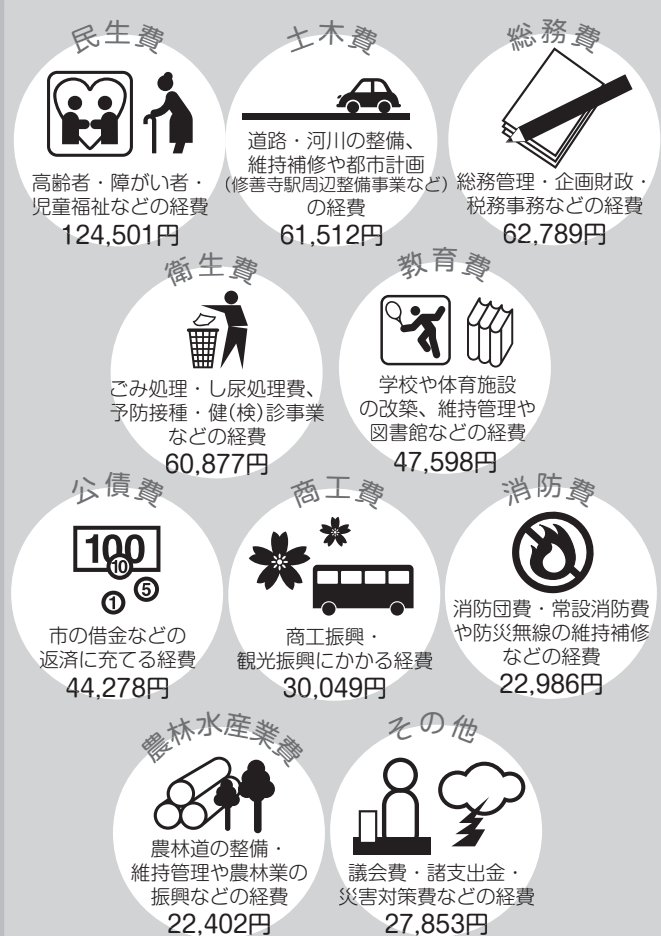 民生費
高齢者・障がい者・
児童福祉などの経費
124,501円
土木費
道路・河川の整備、
維持補修や都市計画
(修善寺駅周辺整備事業など)
の経費
61,512円
総務費
総務管理・企画財政・
税務事務などの経費
62,789円
衛生費
ごみ処理・し尿処理費、
予防接種・健(検)診事業
などの経費
60,877円
教育費
学校や体育施設
の改築、維持管理や
図書館などの経費
47,598円
公債費
100
10
5
1
市の借金などの
返済に充てる経費
44,278円
商工費
商工振興・
観光振興にかかる経費
30,049円
消防費
消防団費・常設消防費
や防災無線の維持補修
などの経費
22,986円
農林水産業費
農林道の整備・
維持管理や農林業の
振興などの経費
22,402円
その他
議会費・諸支出金・
災害対策費などの経費
27,853円